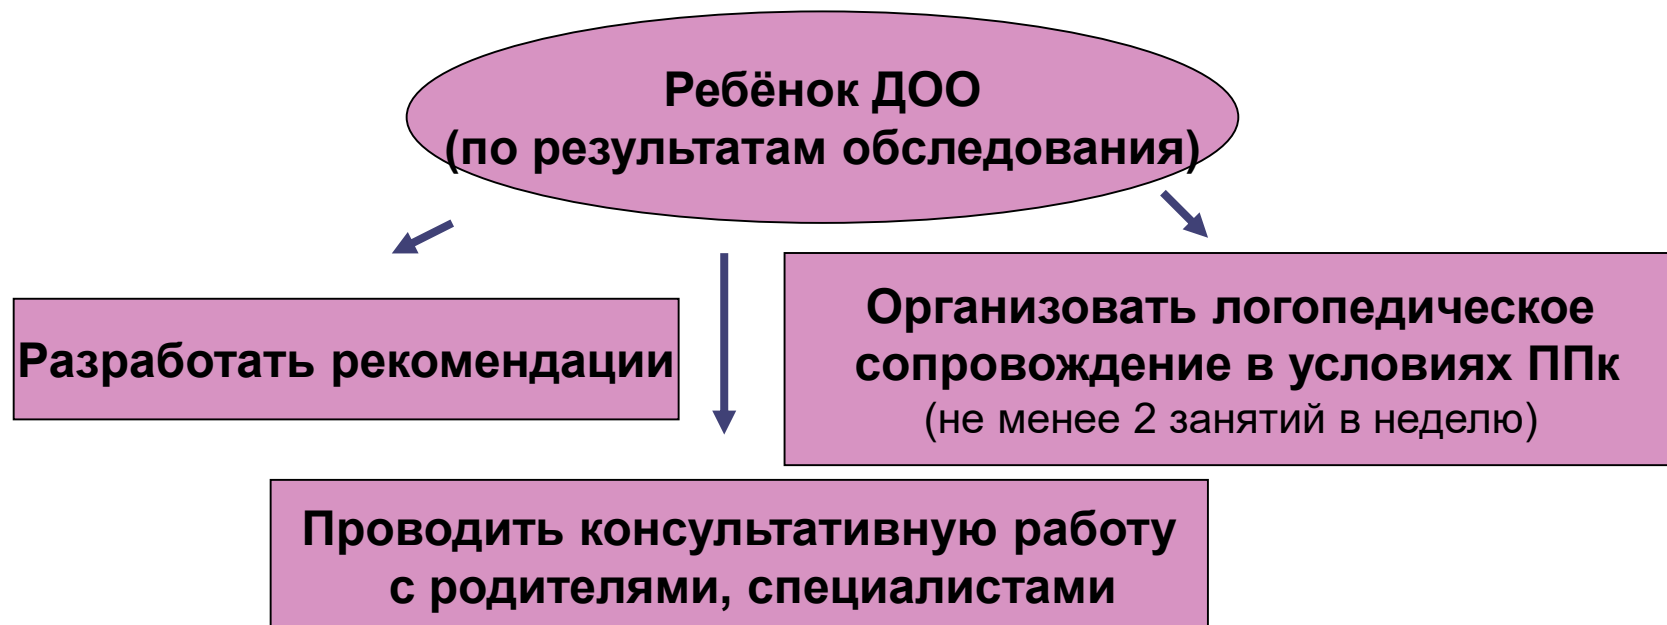 Ребёнок ДОО
(по результатам обследования)
Разработать рекомендации
Организовать логопедическое
сопровождение в условиях ППк
(не менее 2 занятий в неделю)
Проводить консультативную работу
с родителями, специалистами